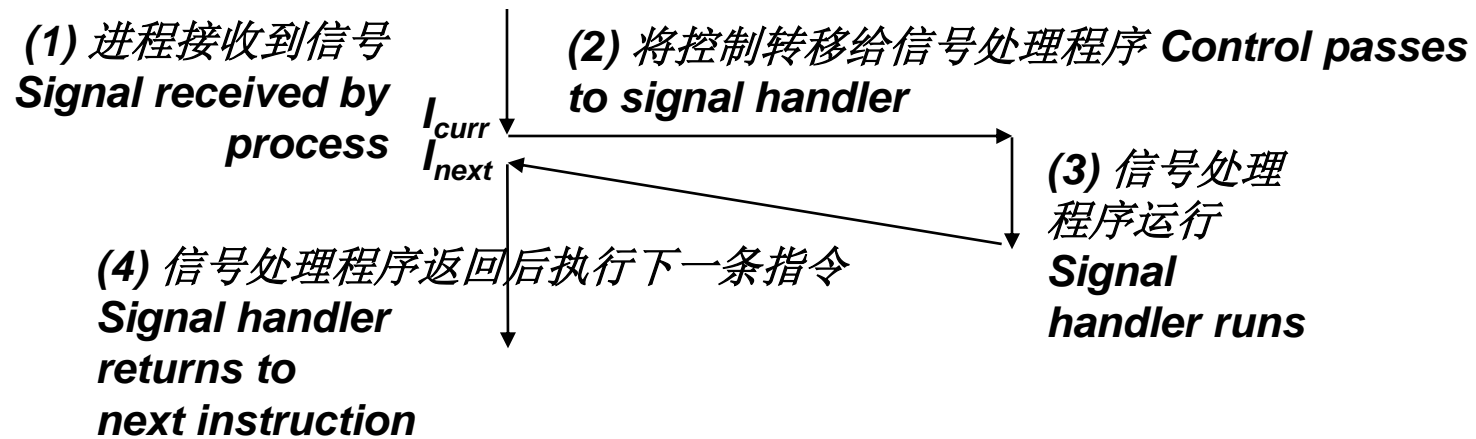 (1) 进程接收到信号
Signal received by
process
(2) 将控制转移给信号处理程序 Control passes
to signal handler
Icurr
Inext
(3) 信号处理
程序运行
Signal
handler runs
(4) 信号处理程序返回后执行下一条指令
Signal handler
returns to
next instruction